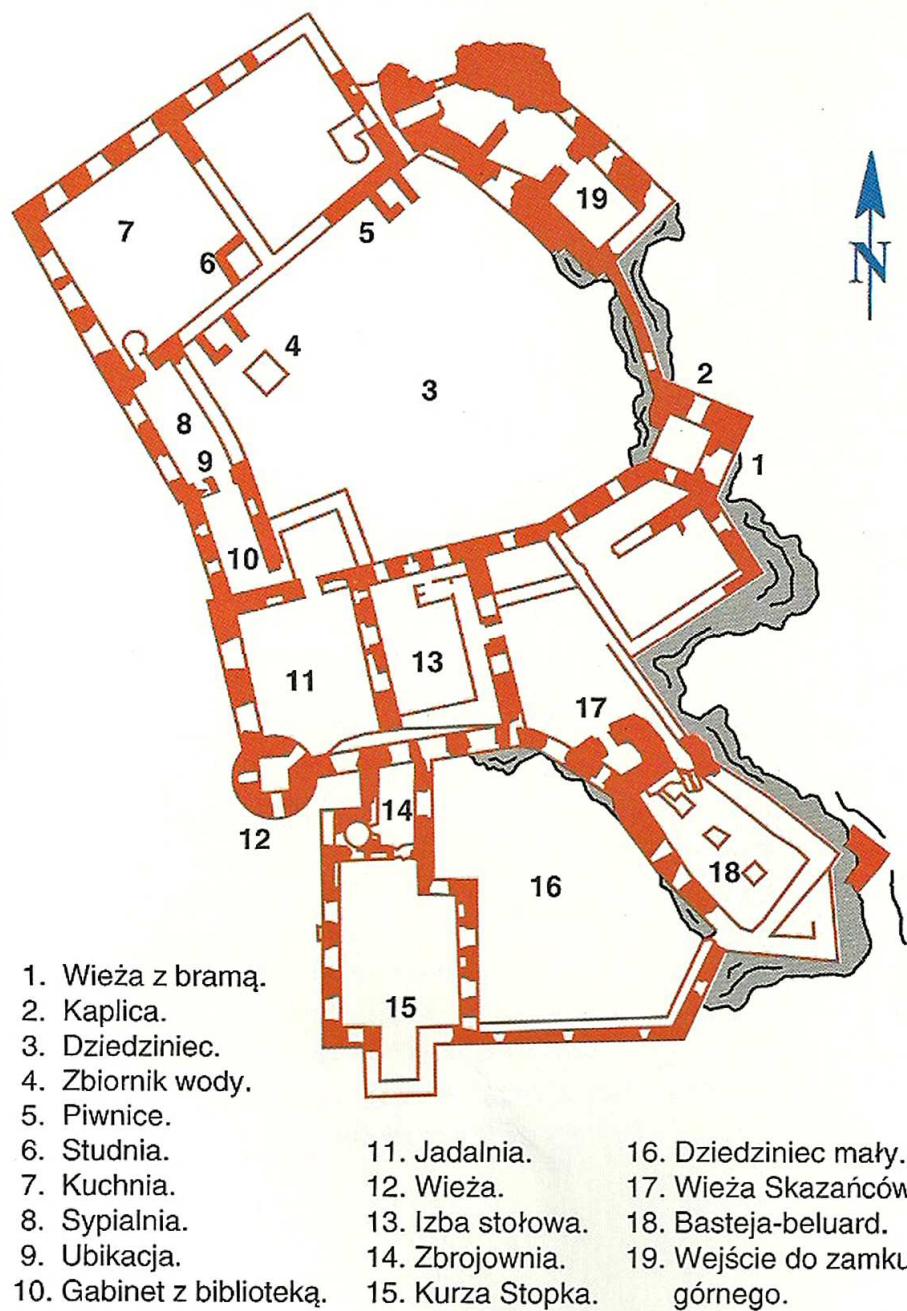 7
5
19
6
N
4
2
3
8
9
1
10
11
13
17
12
14
18
16
15
1. Wieża z bramą.
2. Kaplica.
3. Dziedziniec.
4. Zbiornik wody.
5. Piwnice.
6. Studnia.
7. Kuchnia.
8. Sypialnia.
9. Ubikacja.
10. Gabinet z biblioteką.
11. Jadalnia.
12. Wieża.
13. Izba stołowa.
14. Zbrojownia.
15. Kurza Stopka.
16. Dziedziniec mały.
17. Wieża Skazańców
18. Basteja-beluard.
19. Wejście do zamku
górnego.